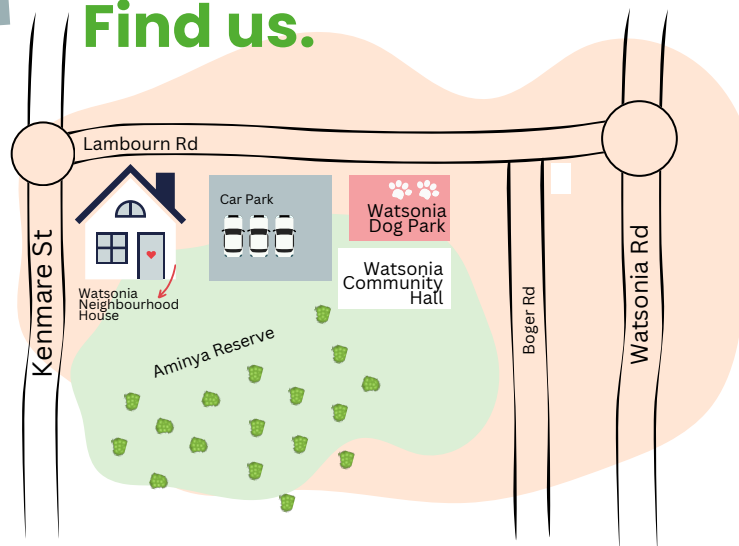 Find us.
Lambourn Rd
Car Park
Watsonia
Dog Park
Watsonia
Community
Hall
Watsonia
Neighbourhood
House
Kenmare St
Aminya Reserve
Boger Rd
Watsonia Rd